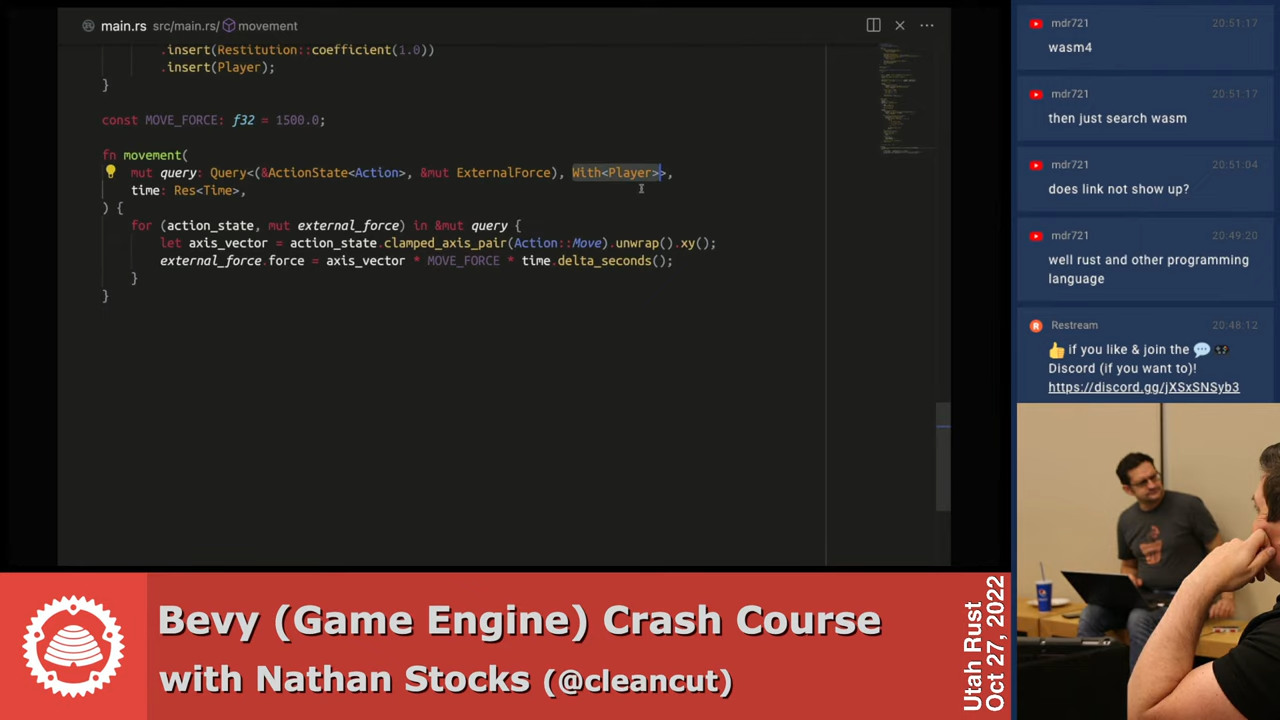 main.rs src/main.rs/ movement ···
.insert(Restitution::coefficient(1.0))
.insert(Player);
}
const MOVE_FORCE: f32 = 1500.0;
fn movement(
mut query: Query<(&ActionState<Action>, &mut ExternalForce), With<Player>>,
time: Res<Time>,
) {
for (action_state, mut external_force) in &mut query {
let axis_vector = action_state.clamped_axis_pair(Action::Move).unwrap().xy();
external_force.force = axis_vector * MOVE_FORCE * time.delta_seconds();
}
}
mdr721 20:51:17
wasm4
mdr721 20:51:17
then just search wasm
mdr721 20:51:04
does link not show up?
mdr721 20:49:20
well rust and other programming
language
Restream 20:48:12
👍 if you like & join the 💬 🎮
Discord (if you want to)!
https://discord.gg/jXSxSNSyb3
Bevy (Game Engine) Crash Course
with Nathan Stocks (@cleancut)
Utah Rust
Oct 27, 2022